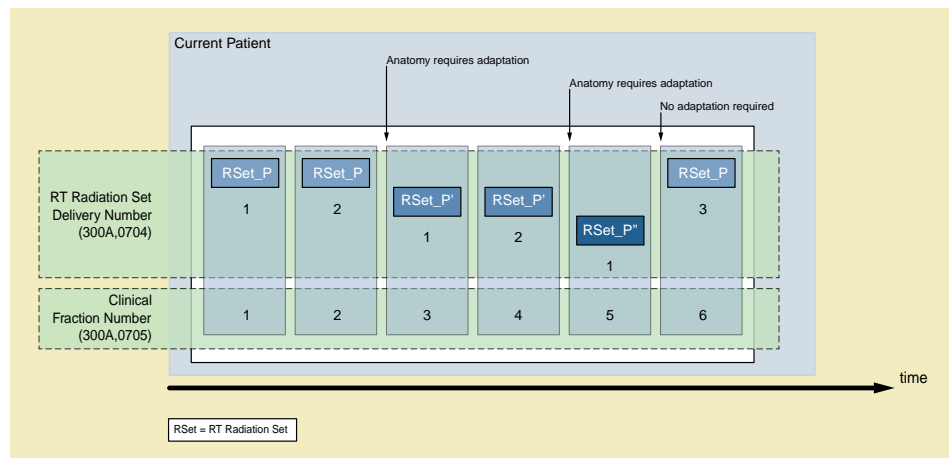 Current Patient
Anatomy requires adaptation
Anatomy requires adaptation
No adaptation required
RT Radiation Set
Delivery Number
(300A,0704)
RSet_P
1
RSet_P
2
RSet_P'
1
RSet_P'
2
RSet_P"
1
RSet_P
3
Clinical
Fraction Number
(300A,0705)
1
2
3
4
5
6
time
RSet = RT Radiation Set